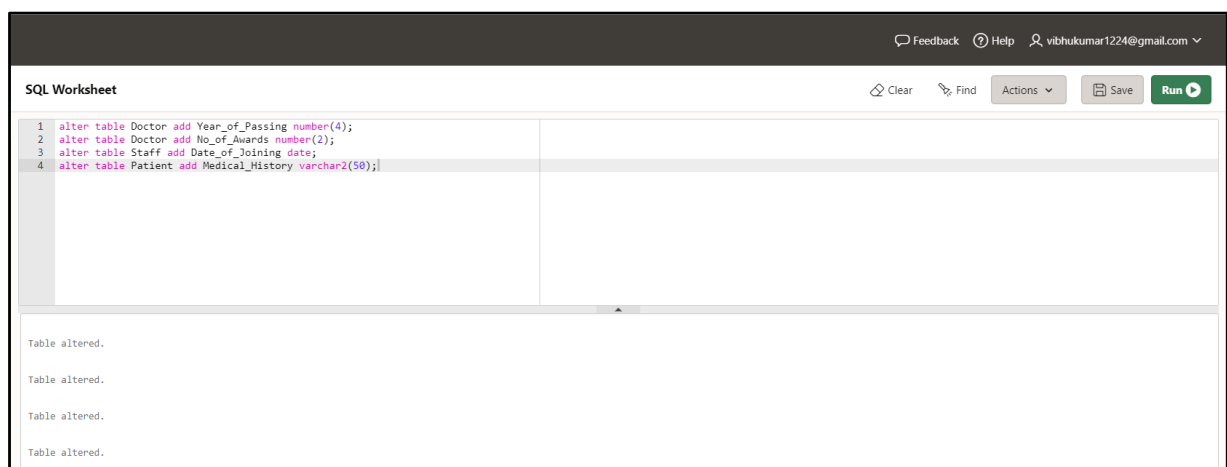 Feedback Help vibhukumar1224@gmail.com
SQL Worksheet Clear Find Actions Save Run
1 alter table Doctor add Year_of_Passing number(4);
2 alter table Doctor add No_of_Awards number(2);
3 alter table Staff add Date_of_Joining date;
4 alter table Patient add Medical_History varchar2(50);
Table altered.
Table altered.
Table altered.
Table altered.